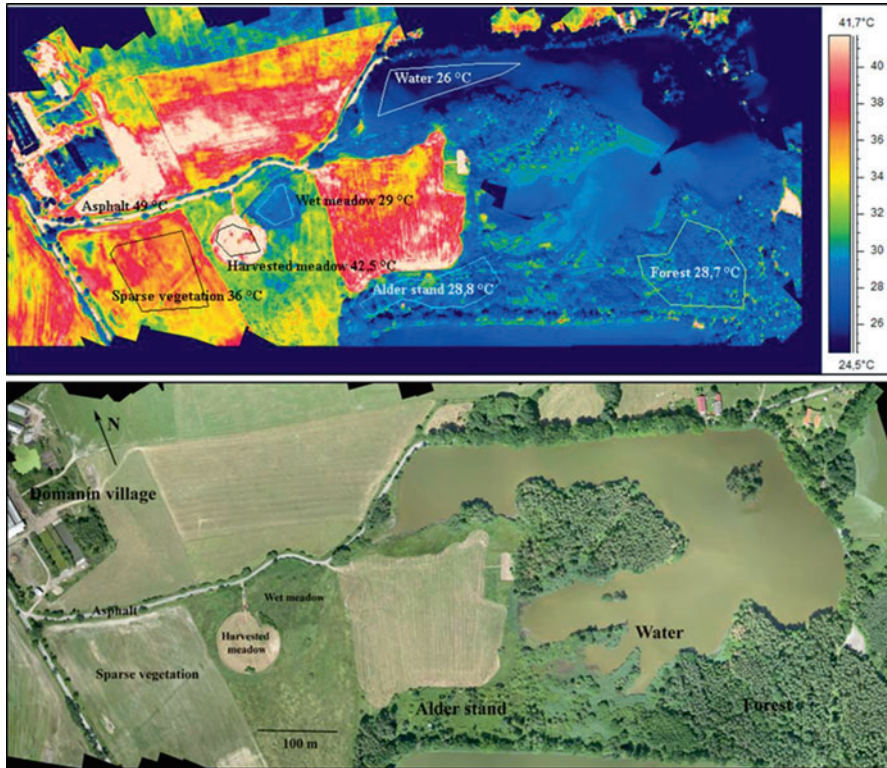 41,7°C
Water 26 °C
40
38
36
34
32
30
28
26
24,5°C
Asphalt 49 °C
Wet meadow 29 °C
Harvested meadow 42,5 °C
Sparse vegetation 36 °C
Alder stand 28,8 °C
Forest 28,7 °C
N
Domanín village
Asphalt
Wet meadow
Harvested
meadow
Sparse vegetation
Water
Alder stand
Forest
100 m